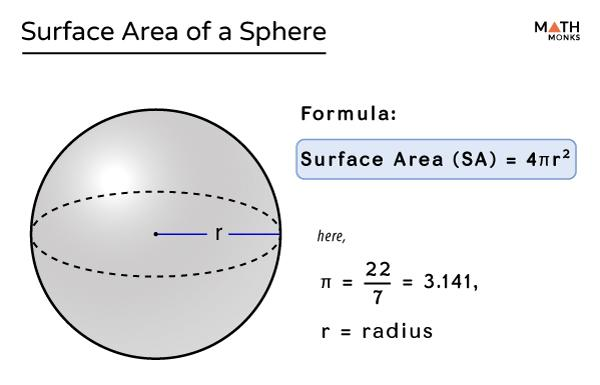 Surface Area of a Sphere
MATH
MONKS
Formula:
Surface Area (SA) = 4πr²
r
here,
π = 22/7 = 3.141,
r = radius